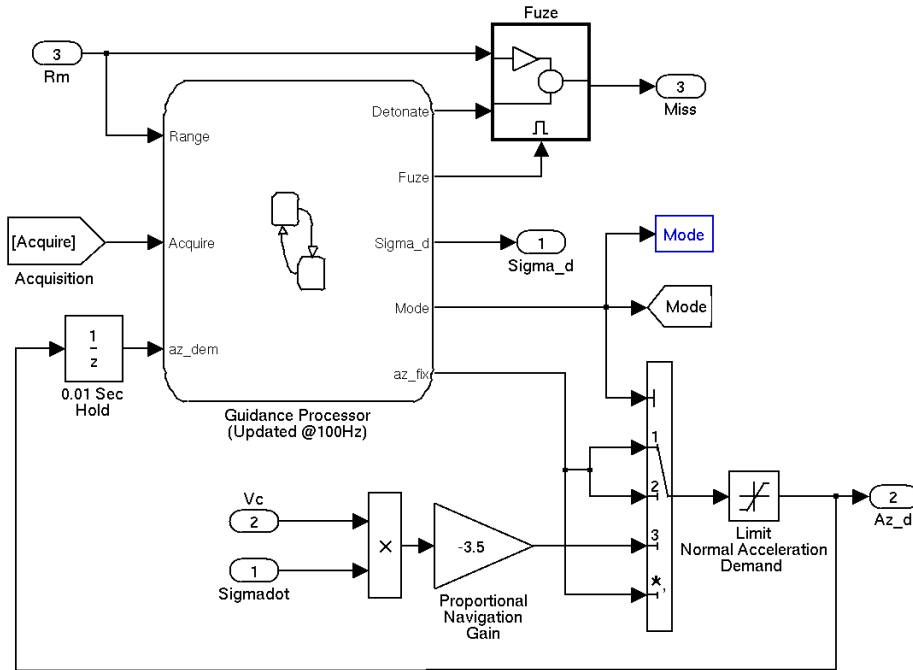 Fuze
3
Rm
Detonate
3
Miss
Range
Fuze
[Acquire]
Acquire
Acquisition
Sigma_d
1
Sigma_d
Mode
Mode
Mode
1
z
az_dem
0.01 Sec
Hold
az_fix
Guidance Processor
(Updated @100Hz)
1
2
3
*,
Vc
2
×
-3.5
1
Sigmadot
Proportional
Navigation
Gain
Limit
Normal Acceleration
Demand
2
Az_d